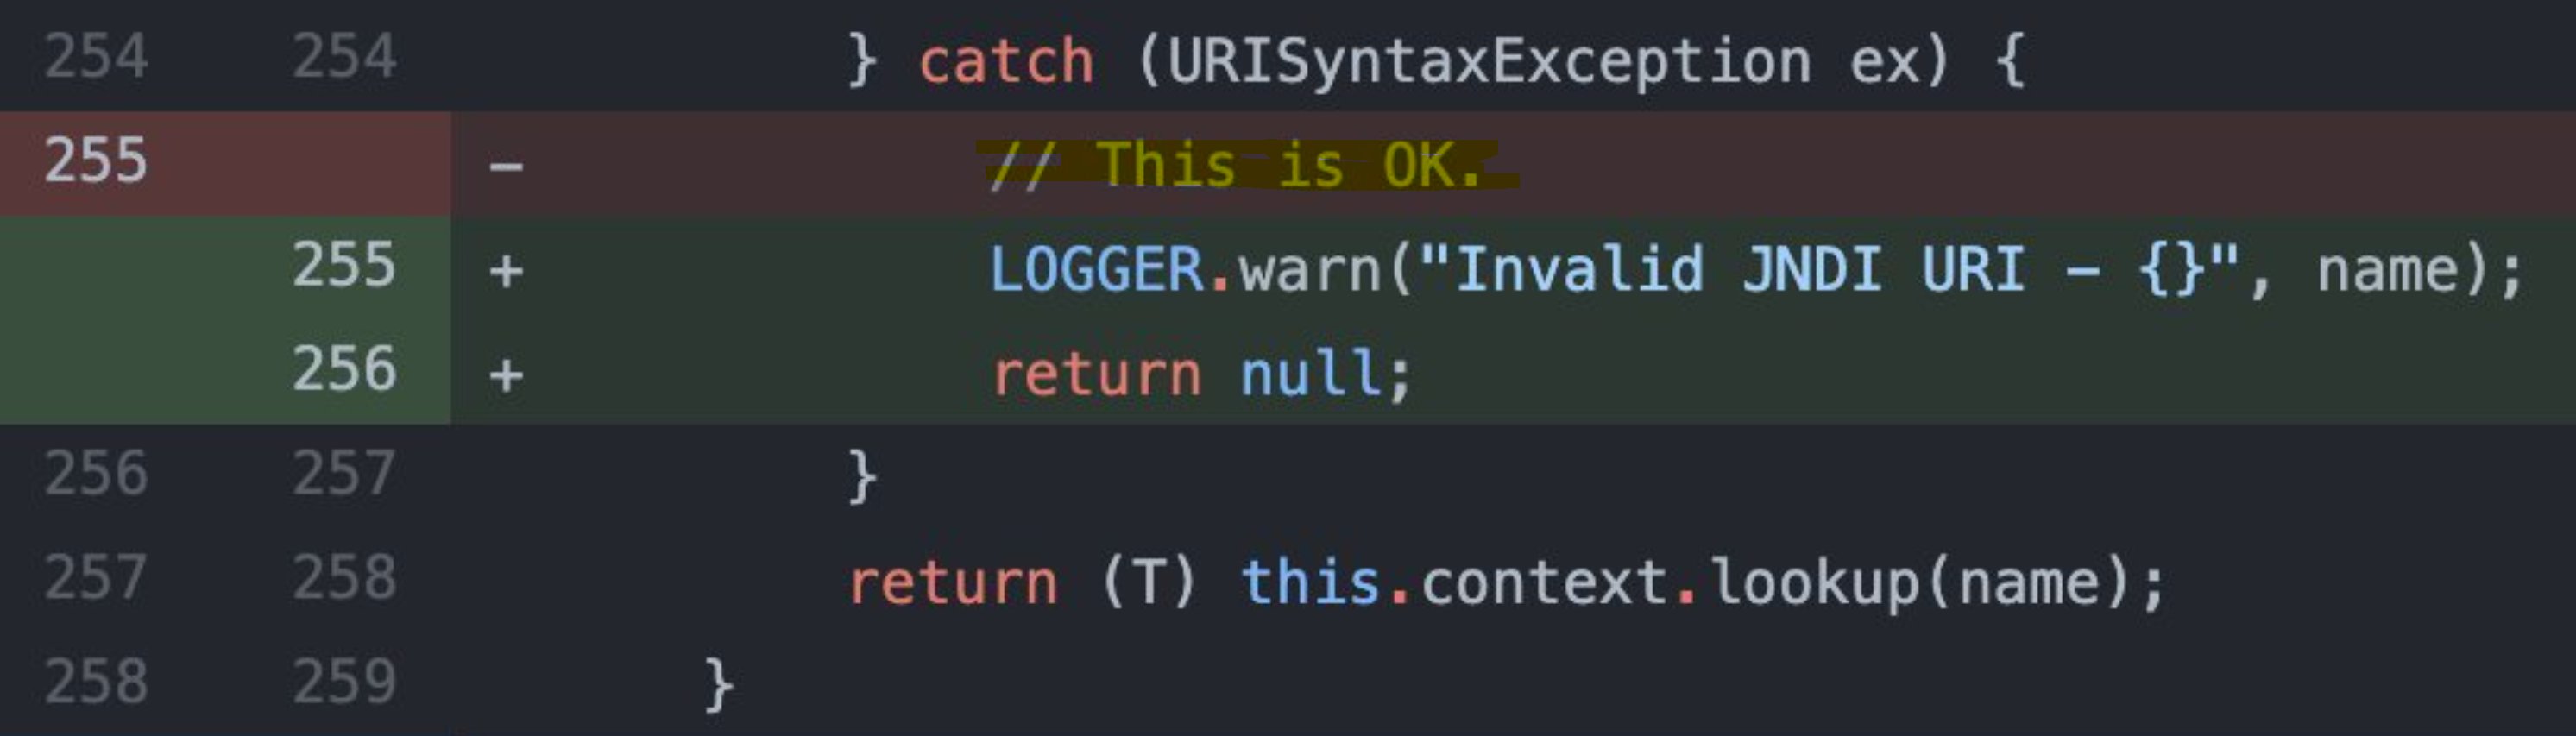 254 254 } catch (URISyntaxException ex) {
255 - // This is OK.
255 + LOGGER.warn("Invalid JNDI URI - {}", name);
256 + return null;
256 257 }
257 258 return (T) this.context.lookup(name);
258 259 }